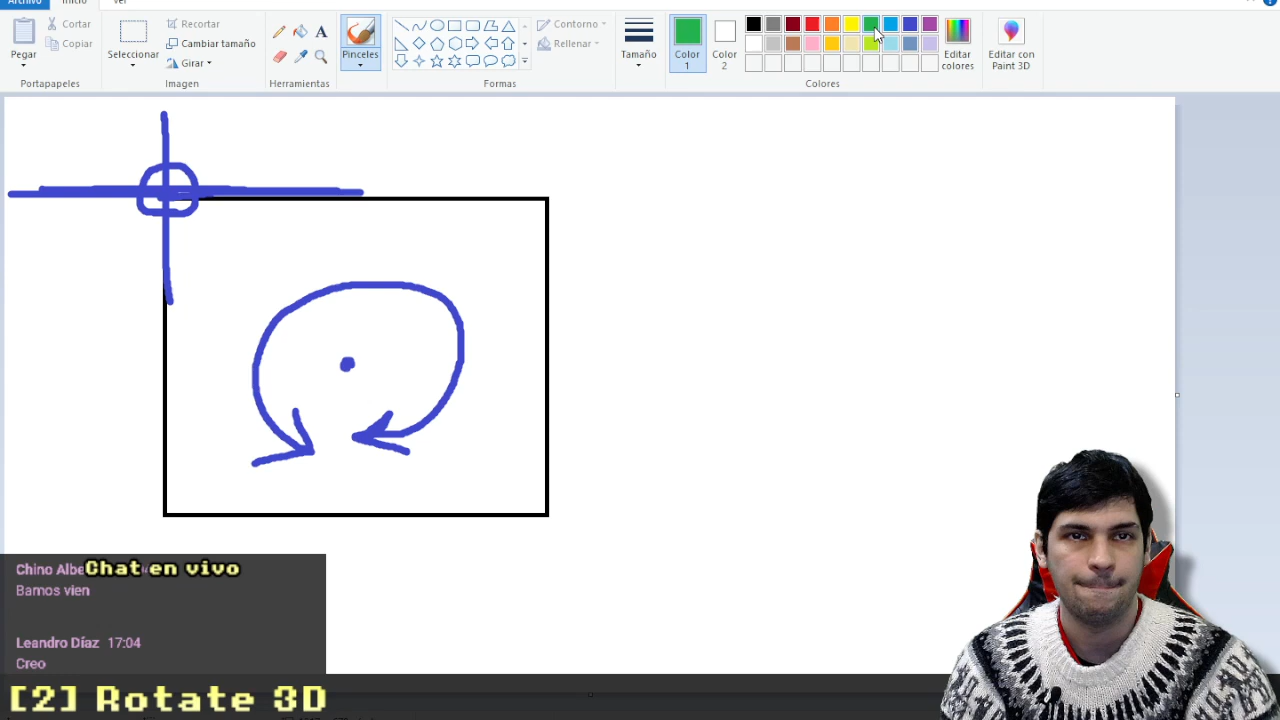 Archivo Inicio Ver
Pegar
Cortar
Copiar
Portapapeles
Seleccionar
Recortar
Cambiar tamaño
Girar
Imagen
A
Herramientas
Pinceles
Contorno
Rellenar
Formas
Tamaño
Color
1
Color
2
Colores
Editar
colores
Editar con
Paint 3D
Chat en vivo
Chino Albe
Bamos vien
Leandro Díaz 17:04
Creo
[2] Rotate 3D